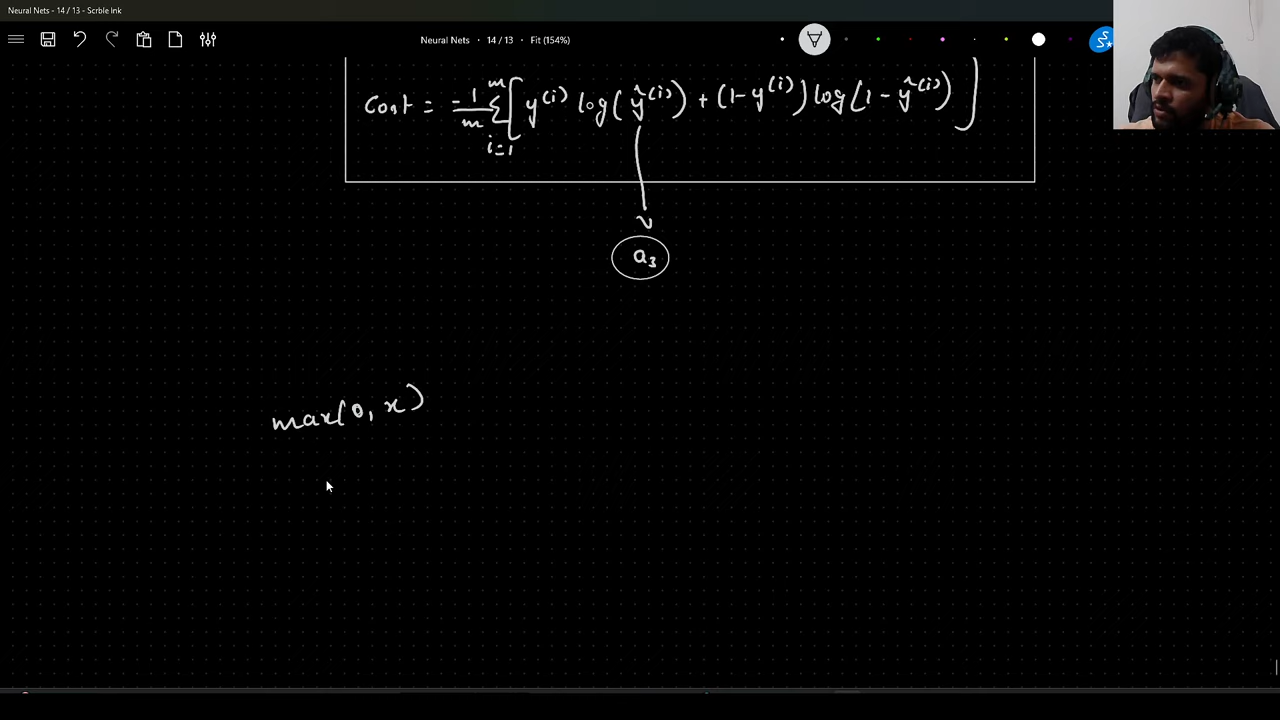 Neural Nets - 14 / 13 - Scrble Ink
Neural Nets • 14 / 13 • Fit (154%)
Cost = -1/m Σ_{i=1}^{m} [ y^(i) log(ŷ^(i)) + (1 - y^(i)) log(1 - ŷ^(i)) ]
a₃
max(0, x)